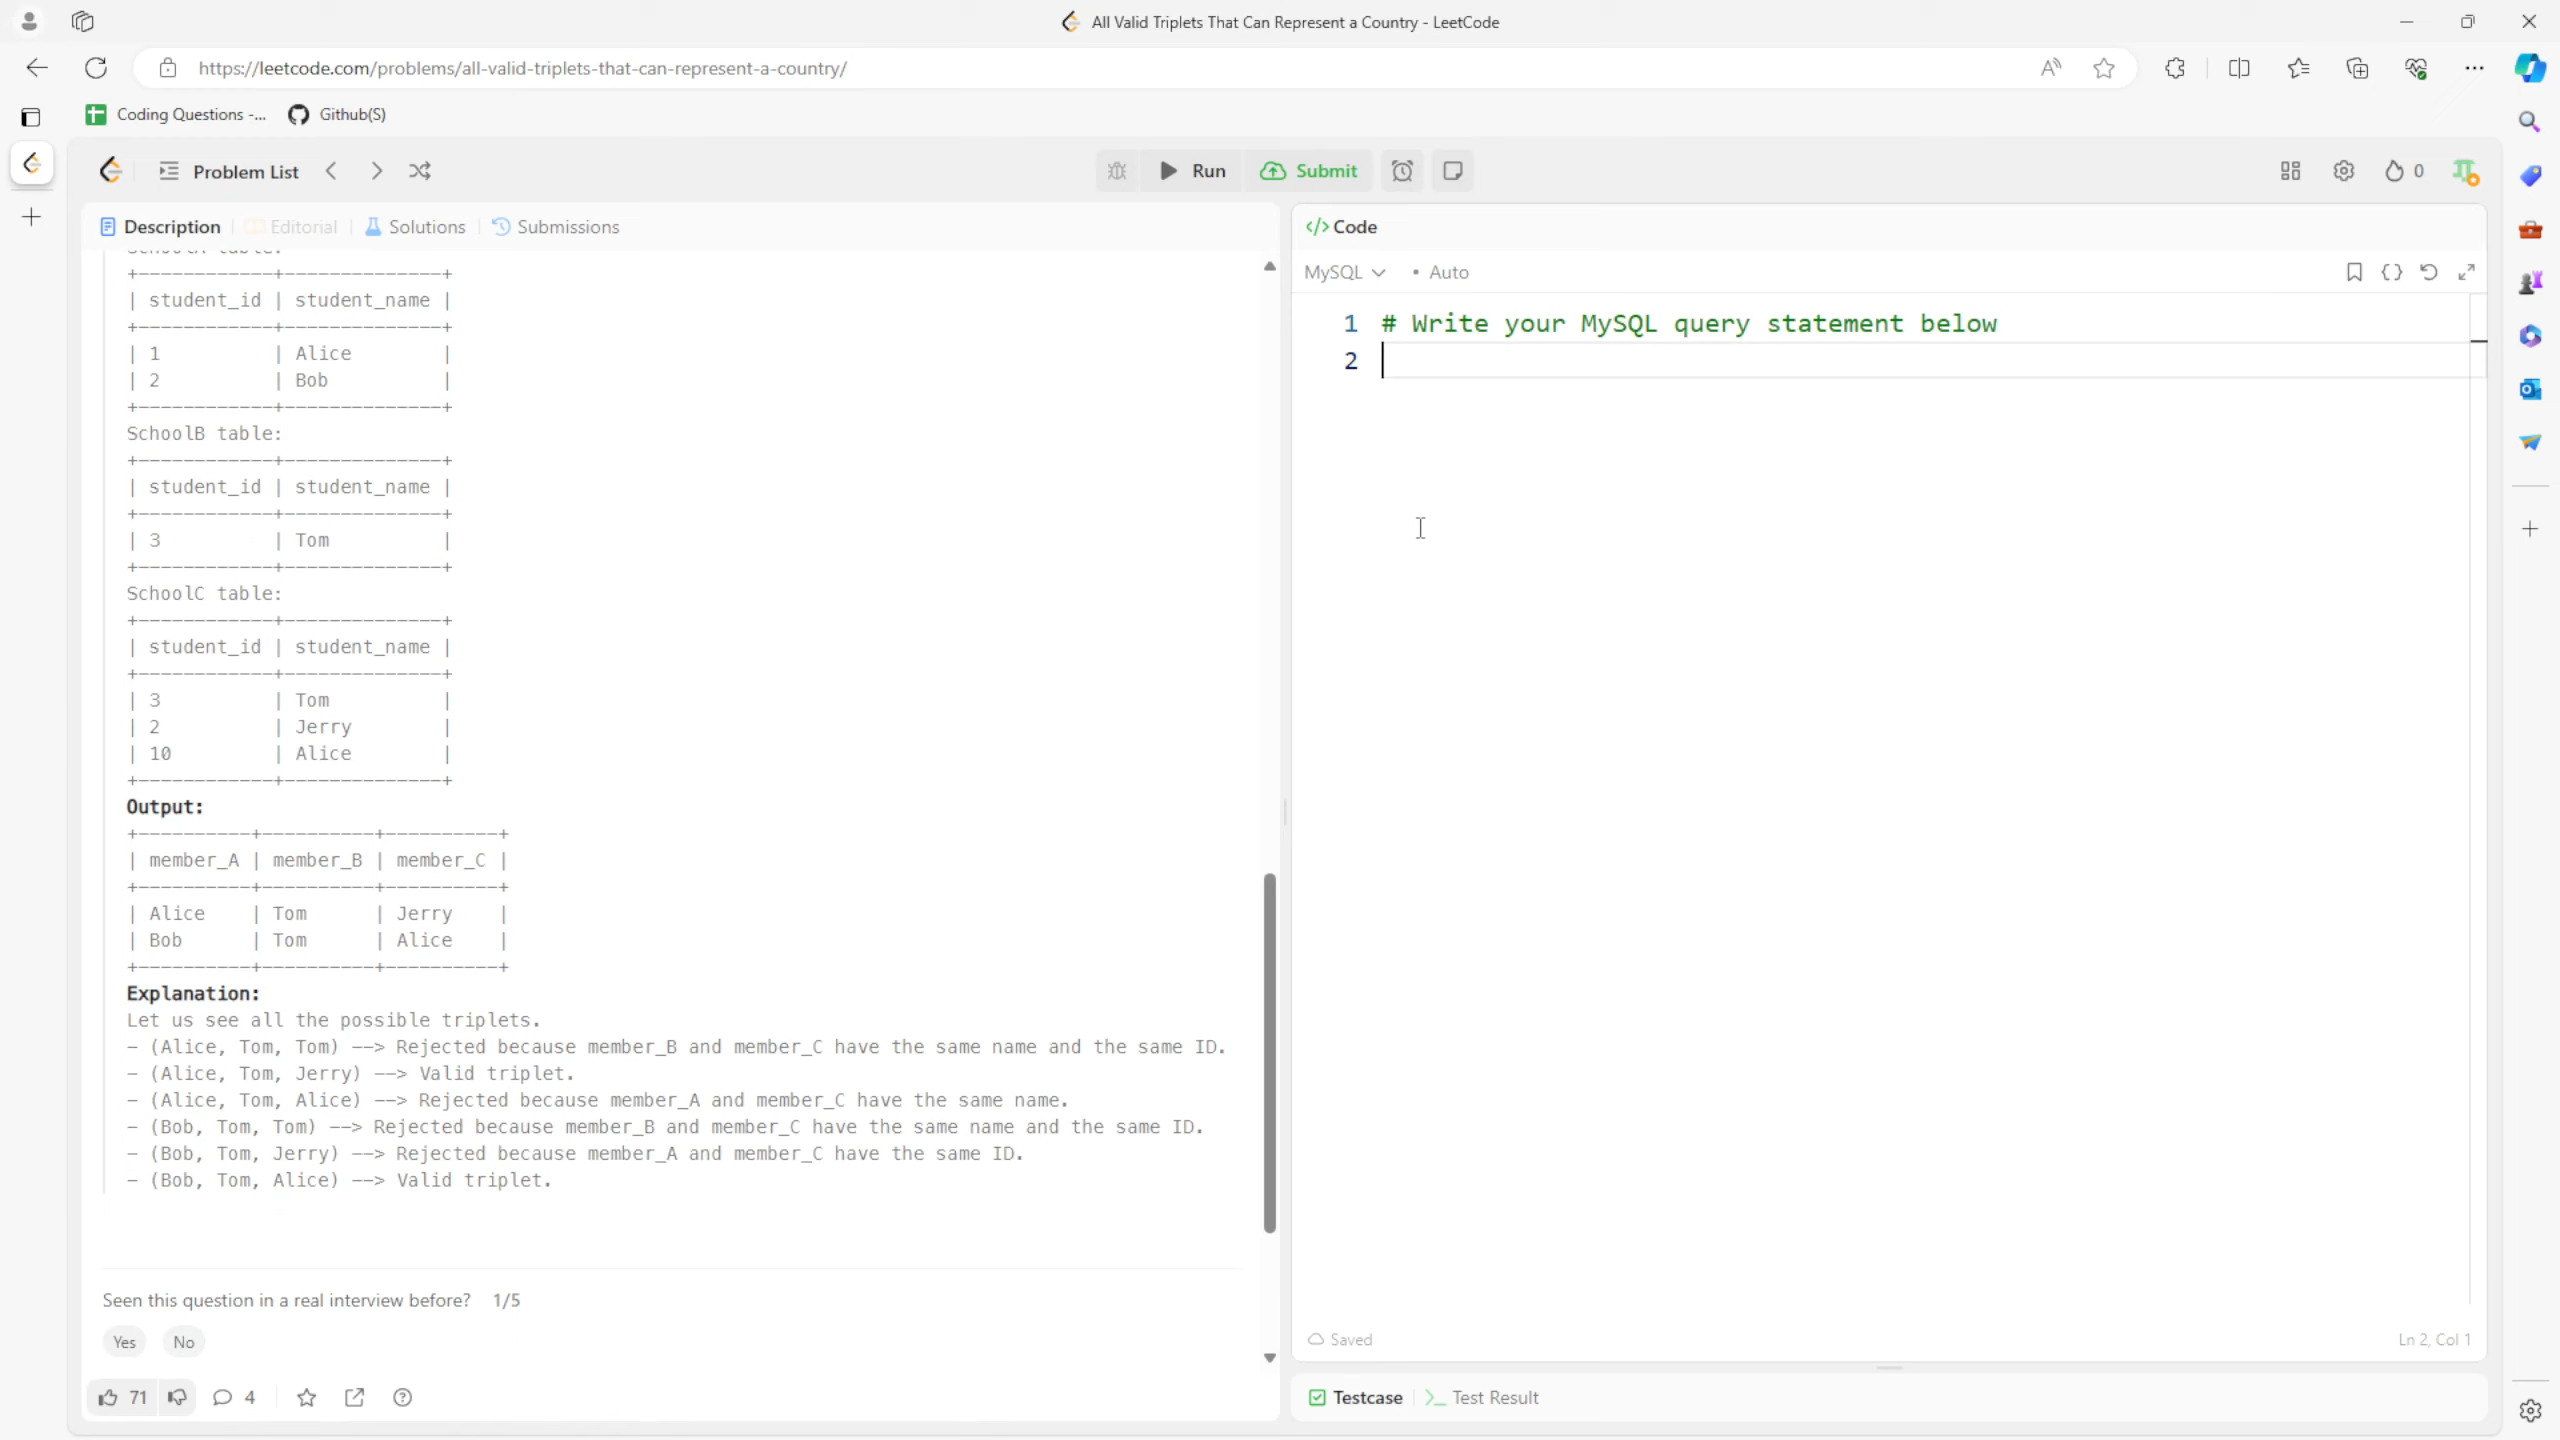 All Valid Triplets That Can Represent a Country - LeetCode
https://leetcode.com/problems/all-valid-triplets-that-can-represent-a-country/
Coding Questions -...
Github(S)
Problem List
Run
Submit
0
Description
Editorial
Solutions
Submissions
</> Code
MySQL
• Auto
SchoolA table:
+------------+--------------+
| student_id | student_name |
+------------+--------------+
| 1          | Alice        |
| 2          | Bob          |
+------------+--------------+
SchoolB table:
+------------+--------------+
| student_id | student_name |
+------------+--------------+
| 3          | Tom          |
+------------+--------------+
SchoolC table:
+------------+--------------+
| student_id | student_name |
+------------+--------------+
| 3          | Tom          |
| 2          | Jerry        |
| 10         | Alice        |
+------------+--------------+
Output:
+----------+----------+----------+
| member_A | member_B | member_C |
+----------+----------+----------+
| Alice    | Tom      | Jerry    |
| Bob      | Tom      | Alice    |
+----------+----------+----------+
Explanation:
Let us see all the possible triplets.
- (Alice, Tom, Tom) --> Rejected because member_B and member_C have the same name and the same ID.
- (Alice, Tom, Jerry) --> Valid triplet.
- (Alice, Tom, Alice) --> Rejected because member_A and member_C have the same name.
- (Bob, Tom, Tom) --> Rejected because member_B and member_C have the same name and the same ID.
- (Bob, Tom, Jerry) --> Rejected because member_A and member_C have the same ID.
- (Bob, Tom, Alice) --> Valid triplet.
Seen this question in a real interview before? 1/5
Yes
No
71
4
1 # Write your MySQL query statement below
2
Saved
Ln 2, Col 1
Testcase
Test Result